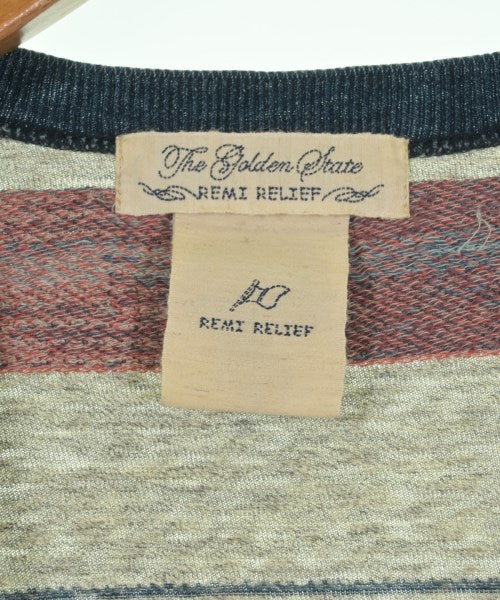 The Golden State
REMI RELIEF
REMI RELIEF